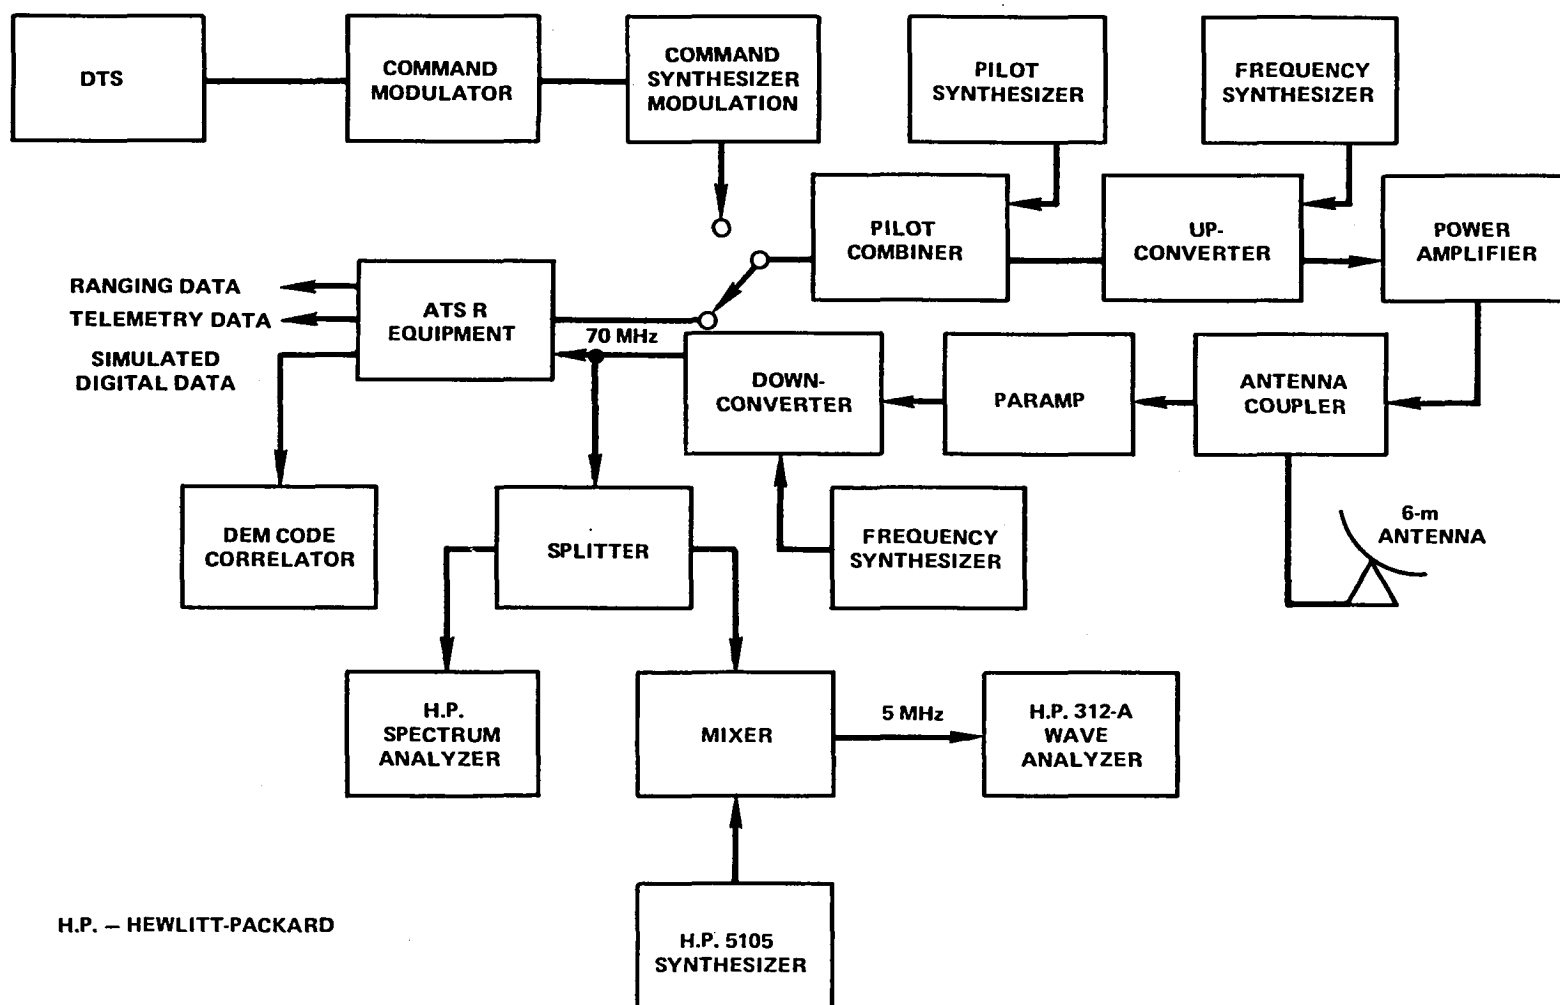 DTS
COMMAND
MODULATOR
COMMAND
SYNTHESIZER
MODULATION
PILOT
SYNTHESIZER
FREQUENCY
SYNTHESIZER
PILOT
COMBINER
UP-
CONVERTER
POWER
AMPLIFIER
RANGING DATA
TELEMETRY DATA
SIMULATED
DIGITAL DATA
ATS R
EQUIPMENT
70 MHz
DOWN-
CONVERTER
PARAMP
ANTENNA
COUPLER
DEM CODE
CORRELATOR
SPLITTER
FREQUENCY
SYNTHESIZER
6-m
ANTENNA
H.P.
SPECTRUM
ANALYZER
MIXER
5 MHz
H.P. 312-A
WAVE
ANALYZER
H.P. – HEWLITT-PACKARD
H.P. 5105
SYNTHESIZER